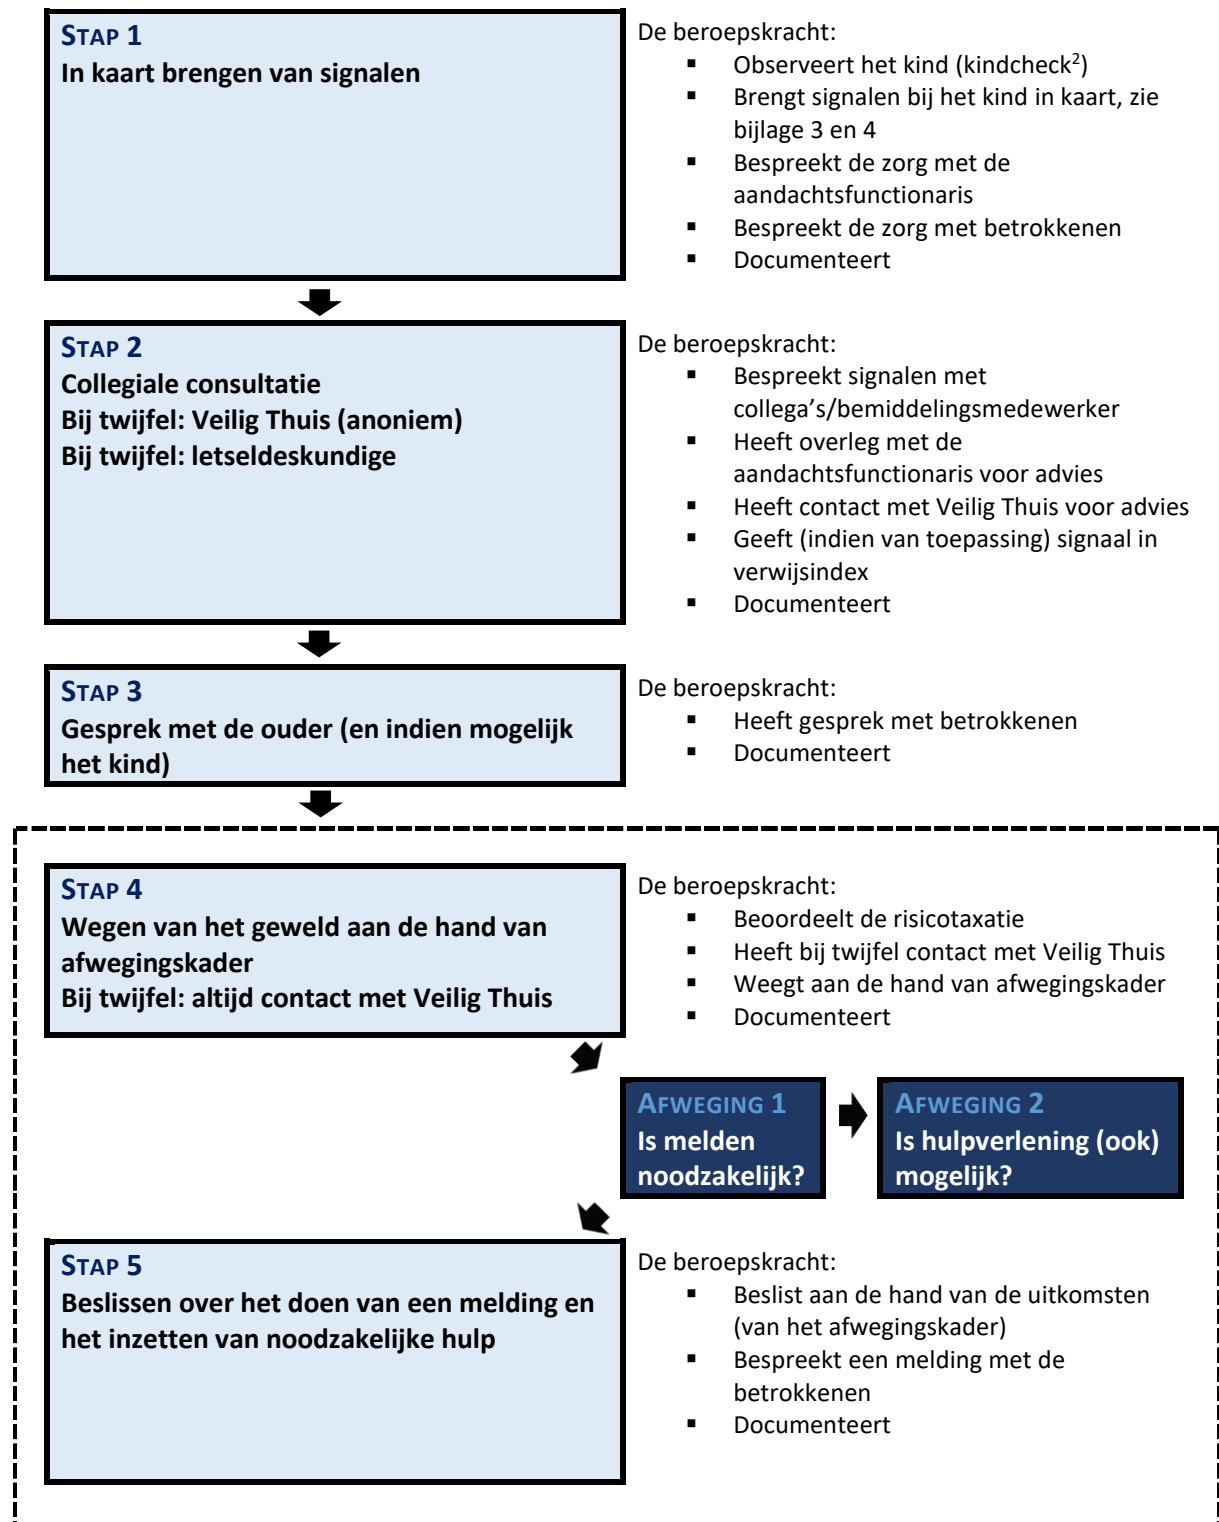 STAP 1
In kaart brengen van signalen
De beroepskracht:
▪ Observeert het kind (kindcheck²)
▪ Brengt signalen bij het kind in kaart, zie
bijlage 3 en 4
▪ Bespreekt de zorg met de
aandachtsfunctionaris
▪ Bespreekt de zorg met betrokkenen
▪ Documenteert
STAP 2
Collegiale consultatie
Bij twijfel: Veilig Thuis (anoniem)
Bij twijfel: letseldeskundige
De beroepskracht:
▪ Bespreekt signalen met
collega’s/bemiddelingsmedewerker
▪ Heeft overleg met de
aandachtsfunctionaris voor advies
▪ Heeft contact met Veilig Thuis voor advies
▪ Geeft (indien van toepassing) signaal in
verwijsindex
▪ Documenteert
STAP 3
Gesprek met de ouder (en indien mogelijk
het kind)
De beroepskracht:
▪ Heeft gesprek met betrokkenen
▪ Documenteert
STAP 4
Wegen van het geweld aan de hand van
afwegingskader
Bij twijfel: altijd contact met Veilig Thuis
De beroepskracht:
▪ Beoordeelt de risicotaxatie
▪ Heeft bij twijfel contact met Veilig Thuis
▪ Weegt aan de hand van afwegingskader
▪ Documenteert
AFWEGING 1
Is melden
noodzakelijk?
AFWEGING 2
Is hulpverlening (ook)
mogelijk?
STAP 5
Beslissen over het doen van een melding en
het inzetten van noodzakelijke hulp
De beroepskracht:
▪ Beslist aan de hand van de uitkomsten
(van het afwegingskader)
▪ Bespreekt een melding met de
betrokkenen
▪ Documenteert